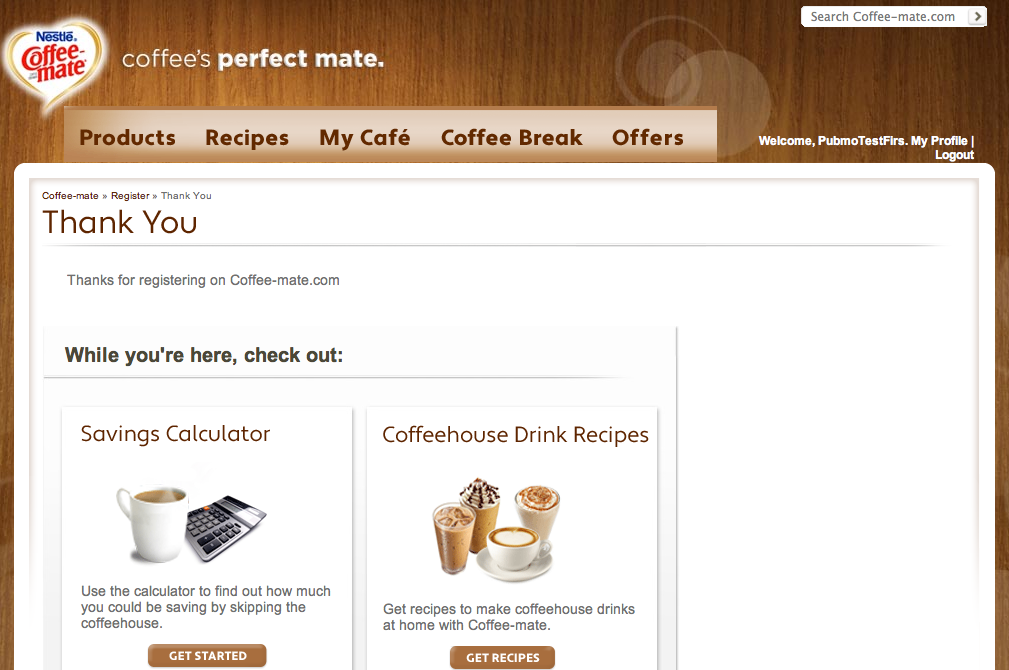 Search Coffee-mate.com
Nestlé.
Coffee-
mate
coffee's perfect mate.
Products Recipes My Café Coffee Break Offers
Welcome, PubmoTestFirs. My Profile |
Logout
Coffee-mate » Register » Thank You
Thank You
Thanks for registering on Coffee-mate.com
While you're here, check out:
Savings Calculator
Use the calculator to find out how much
you could be saving by skipping the
coffeehouse.
GET STARTED
Coffeehouse Drink Recipes
Get recipes to make coffeehouse drinks
at home with Coffee-mate.
GET RECIPES